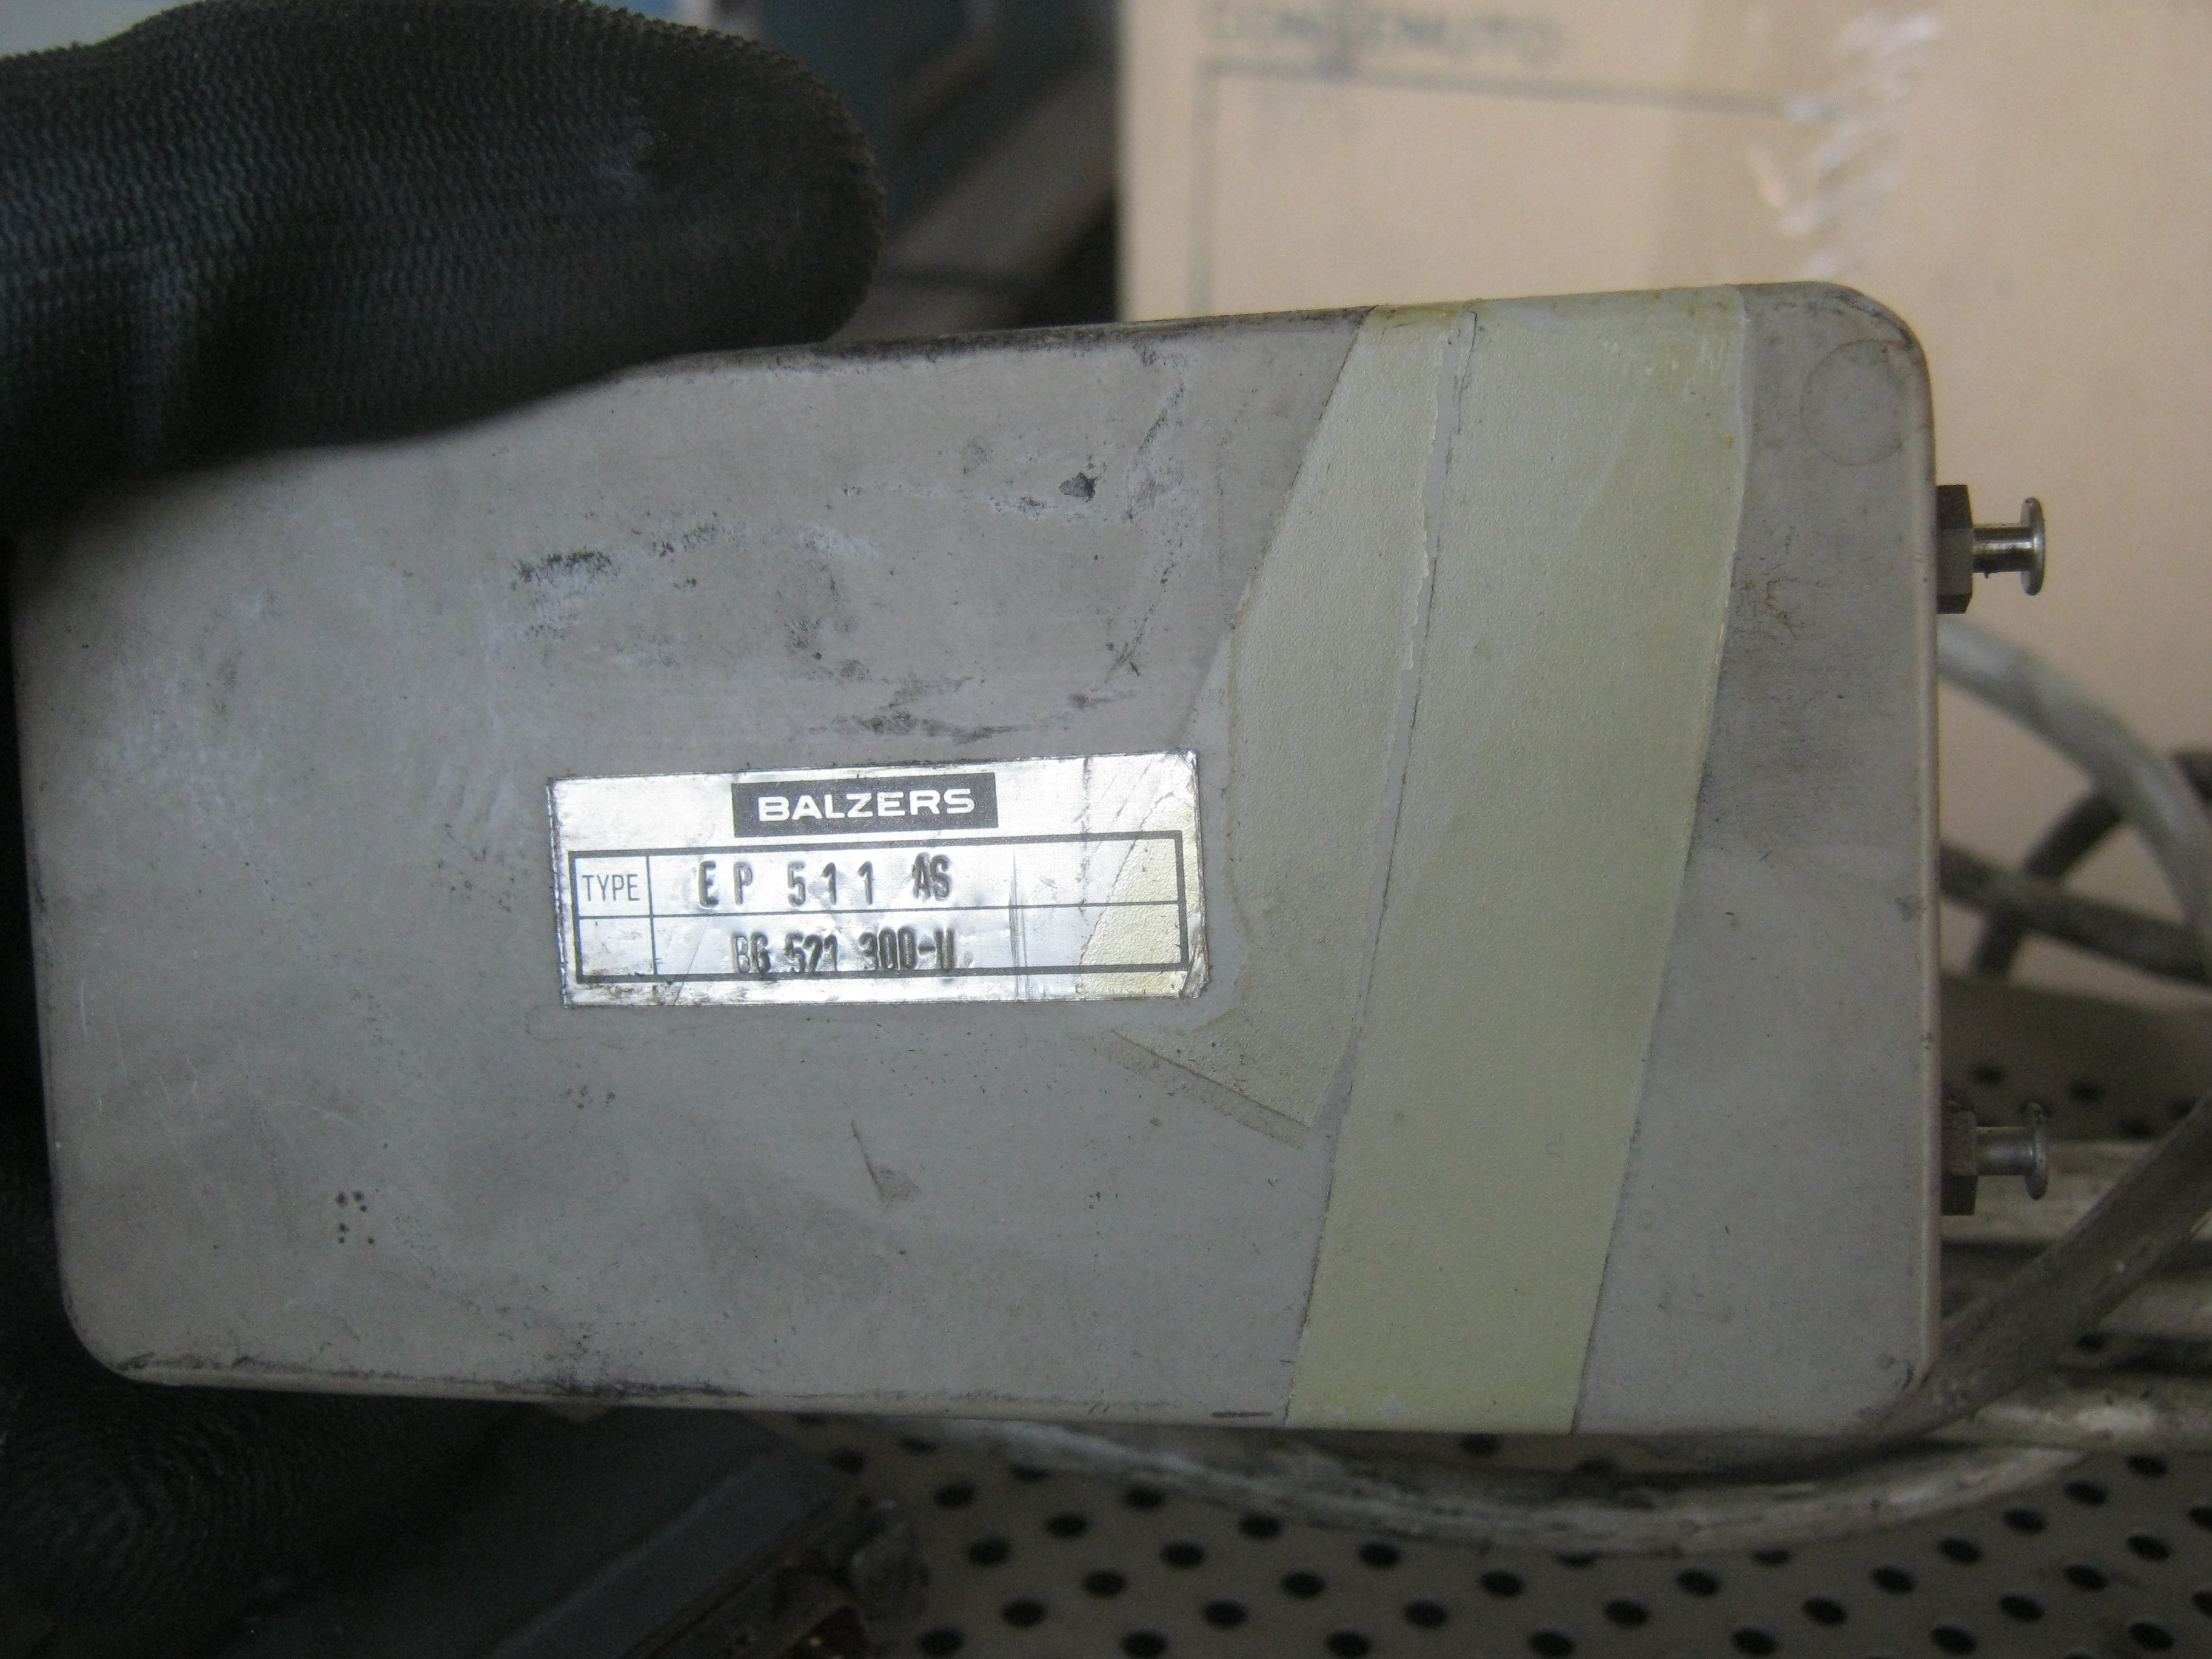 BALZERS
TYPE EP 511 AS
BG 521 300-U